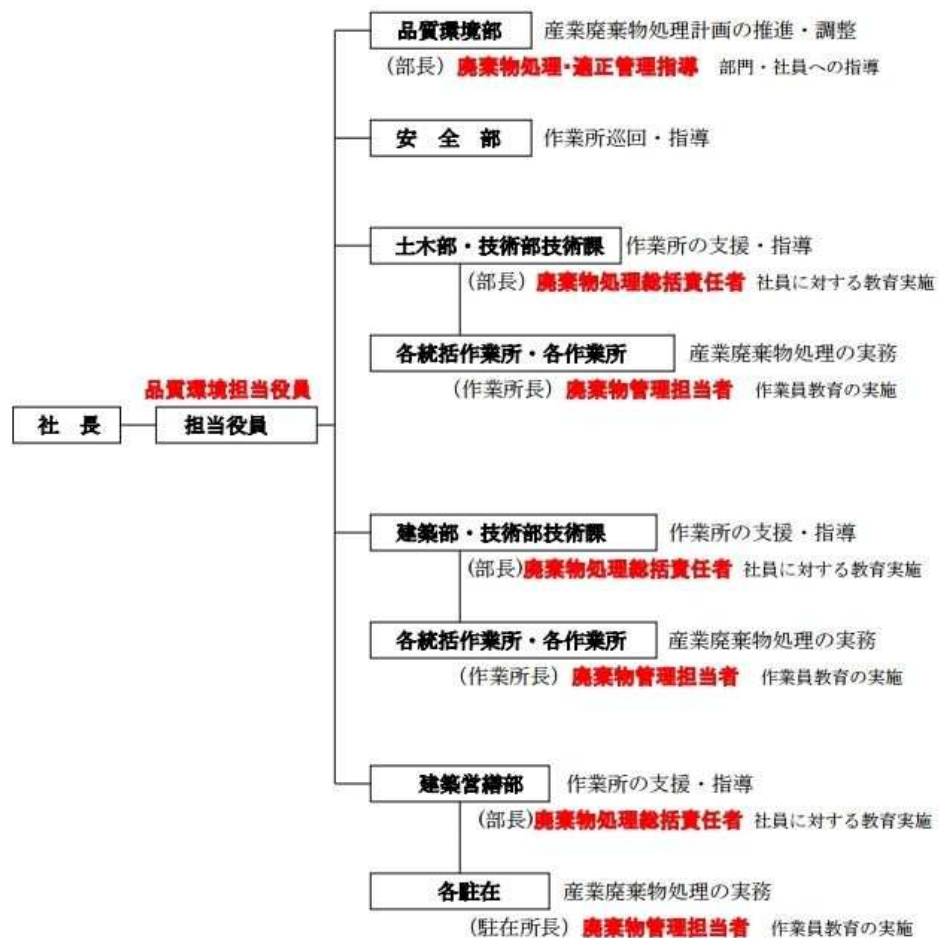 品質環境部　産業廃棄物処理計画の推進・調整
(部長) 廃棄物処理・適正管理指導　部門・社員への指導
安　全　部　作業所巡回・指導
土木部・技術部技術課　作業所の支援・指導
(部長) 廃棄物処理総括責任者　社員に対する教育実施
各統括作業所・各作業所　産業廃棄物処理の実務
(作業所長) 廃棄物管理担当者　作業員教育の実施
品質環境担当役員
社　長　担当役員
建築部・技術部技術課　作業所の支援・指導
(部長)廃棄物処理総括責任者　社員に対する教育実施
各統括作業所・各作業所　産業廃棄物処理の実務
(作業所長) 廃棄物管理担当者　作業員教育の実施
建築営繕部　作業所の支援・指導
(部長)廃棄物処理総括責任者　社員に対する教育実施
各駐在　産業廃棄物処理の実務
(駐在所長) 廃棄物管理担当者　作業員教育の実施